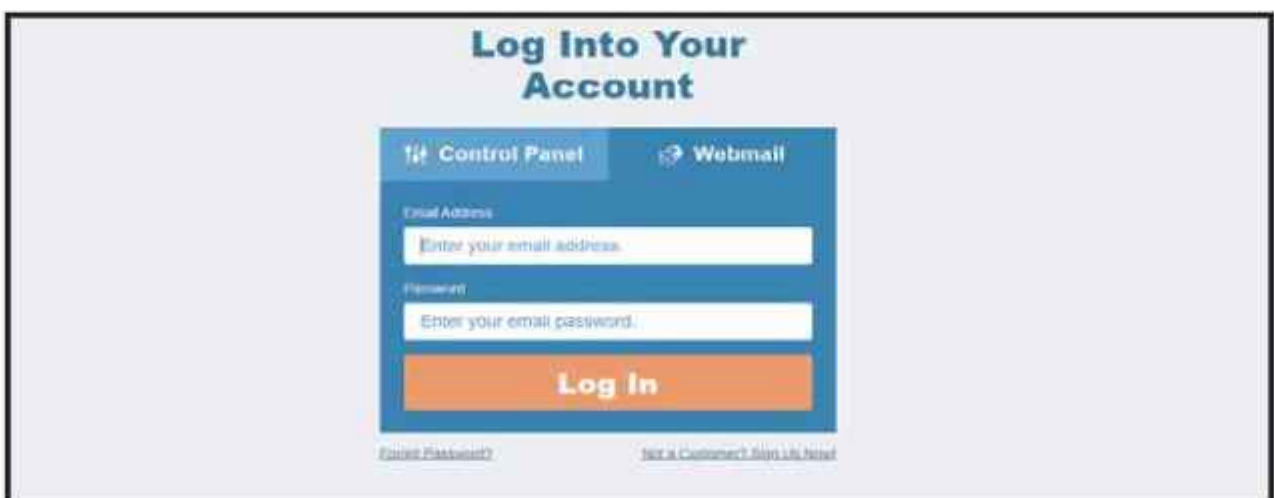 Log Into Your
Account
Control Panel
Webmail
Email Address
Enter your email address.
Password
Enter your email password.
Log In
Forgot Password?
Not a Customer? Sign Up Now!